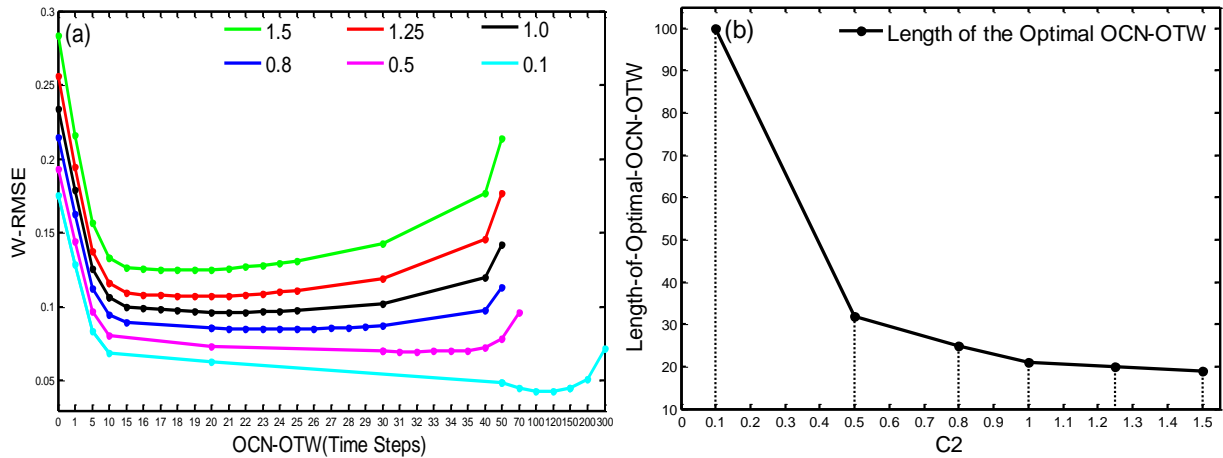 (a)
1.5 1.25 1.0
0.8 0.5 0.1
0.3
0.25
0.2
0.15
0.1
0.05
W-RMSE
0 1 5 10 15 16 17 18 19 20 21 22 23 24 25 26 27 28 29 30 31 32 33 34 35 40 50 70 100 120 150 200 300
OCN-OTW(Time Steps)
(b)
Length of the Optimal OCN-OTW
100
90
80
70
60
50
40
30
20
10
Length-of-Optimal-OCN-OTW
0 0.1 0.2 0.3 0.4 0.5 0.6 0.7 0.8 0.9 1 1.1 1.2 1.3 1.4 1.5
C2